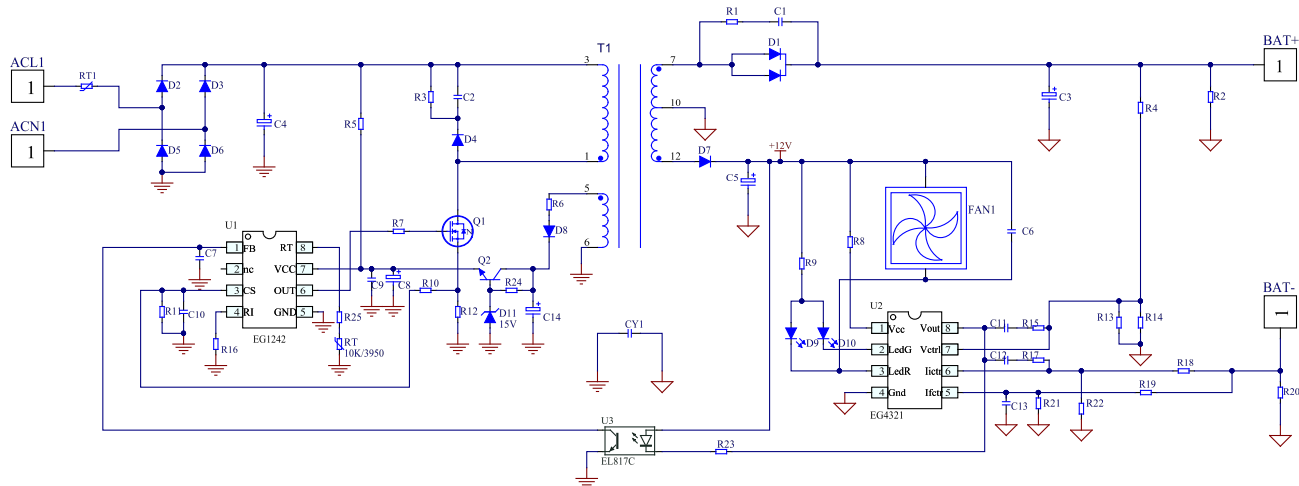 ACL1
1
RT1
ACN1
1
D2
D3
D5
D6
C4
R5
R3
C2
D4
T1
3
1
5
6
7
10
12
R1
C1
D1
D7
C5
+12V
C3
R4
R2
BAT+
1
R6
D8
Q1
R7
Q2
R24
D11
15V
C14
R10
R12
C9
C8
U1
C7
1
FB
2
nc
3
CS
4
RI
RT
8
VCC
7
OUT
6
GND
5
EG1242
R11
C10
R16
R25
RT
10K/3950
CY1
U3
EL817C
R23
R8
R9
FAN1
C6
D9
D10
U2
1
Vcc
2
LedG
3
LedR
4
Gnd
Vout
8
Vctrl
7
Iictr
6
Ifctr
5
EG4321
C11
R15
C12
R17
R13
R14
R18
R19
C13
R21
R22
BAT-
1
R20